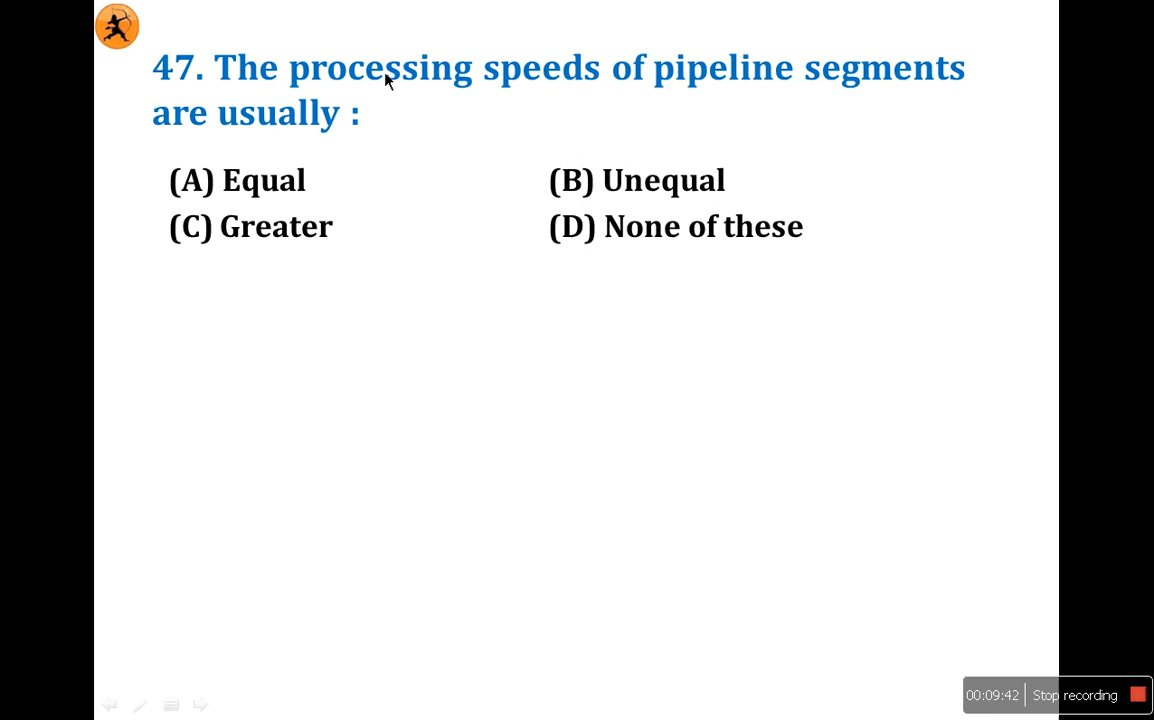 47. The processing speeds of pipeline segments
are usually :
(A) Equal (B) Unequal
(C) Greater (D) None of these
00:09:42 Stop recording